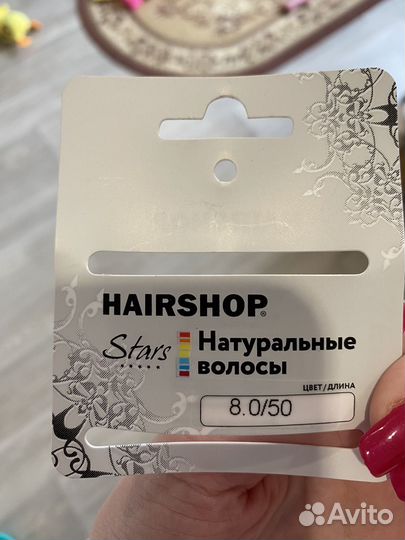 HAIRSHOP®
Stars
Натуральные
волосы
ЦВЕТ/ДЛИНА
8.0/50
Avito